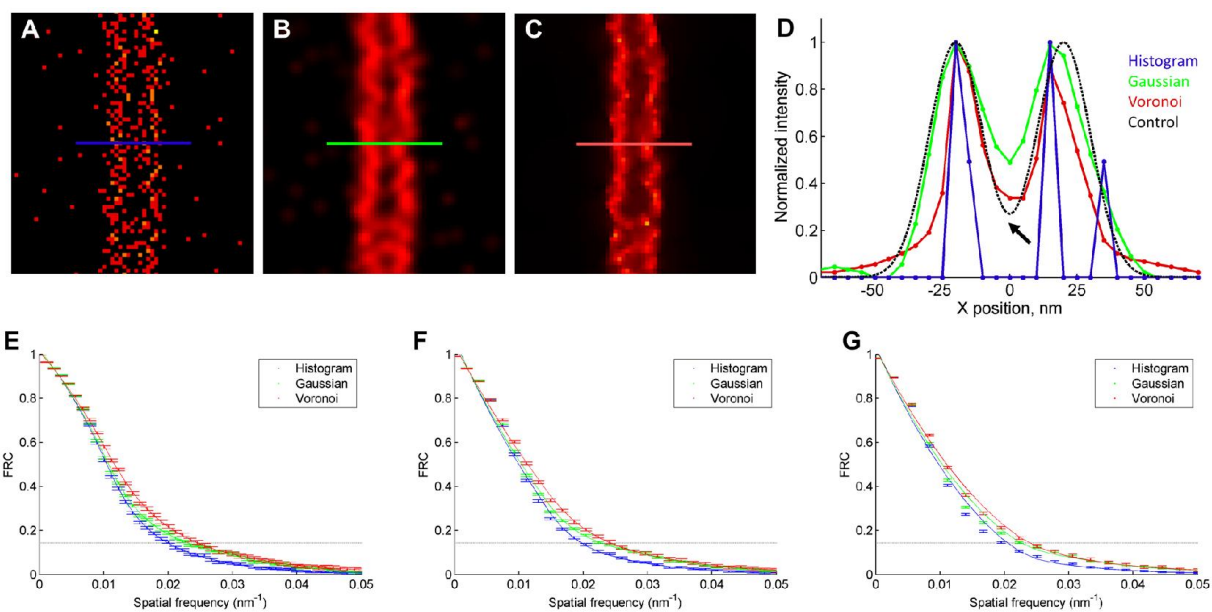 A
B
C
D
Normalized intensity
1
0.8
0.6
0.4
0.2
0
-50
-25
0
25
50
X position, nm
Histogram
Gaussian
Voronoi
Control
E
FRC
1
0.8
0.6
0.4
0.2
0
0
0.01
0.02
0.03
0.04
0.05
Spatial frequency (nm⁻¹)
Histogram
Gaussian
Voronoi
F
FRC
1
0.8
0.6
0.4
0.2
0
0
0.01
0.02
0.03
0.04
0.05
Spatial frequency (nm⁻¹)
Histogram
Gaussian
Voronoi
G
FRC
1
0.8
0.6
0.4
0.2
0
0
0.01
0.02
0.03
0.04
0.05
Spatial frequency (nm⁻¹)
Histogram
Gaussian
Voronoi